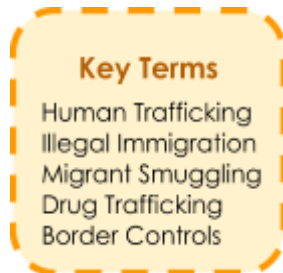 Key Terms
Human Trafficking
Illegal Immigration
Migrant Smuggling
Drug Trafficking
Border Controls